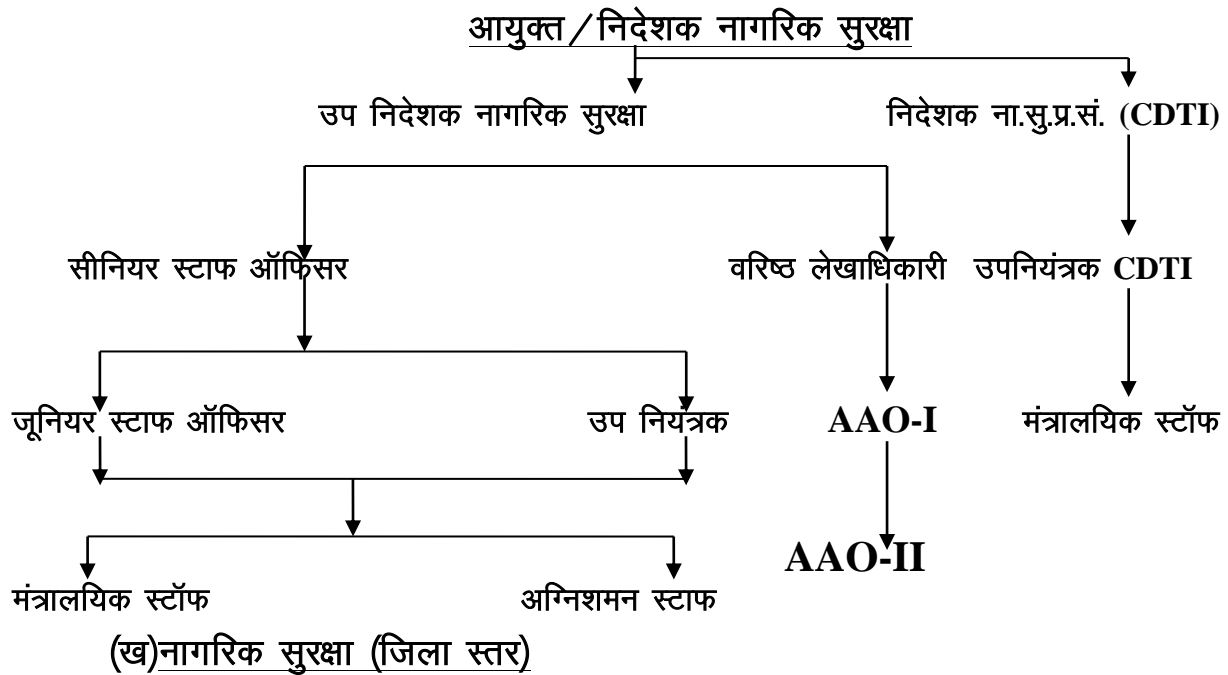 आयुक्त/निदेशक नागरिक सुरक्षा
उप निदेशक नागरिक सुरक्षा निदेशक ना.सु.प्र.सं. (CDTI)
सीनियर स्टाफ ऑफिसर वरिष्ठ लेखाधिकारी उपनियंत्रक CDTI
जूनियर स्टाफ ऑफिसर उप नियंत्रक AAO-I मंत्रालयिक स्टॉफ
AAO-II
मंत्रालयिक स्टॉफ अग्निशमन स्टाफ
(ख)नागरिक सुरक्षा (जिला स्तर)